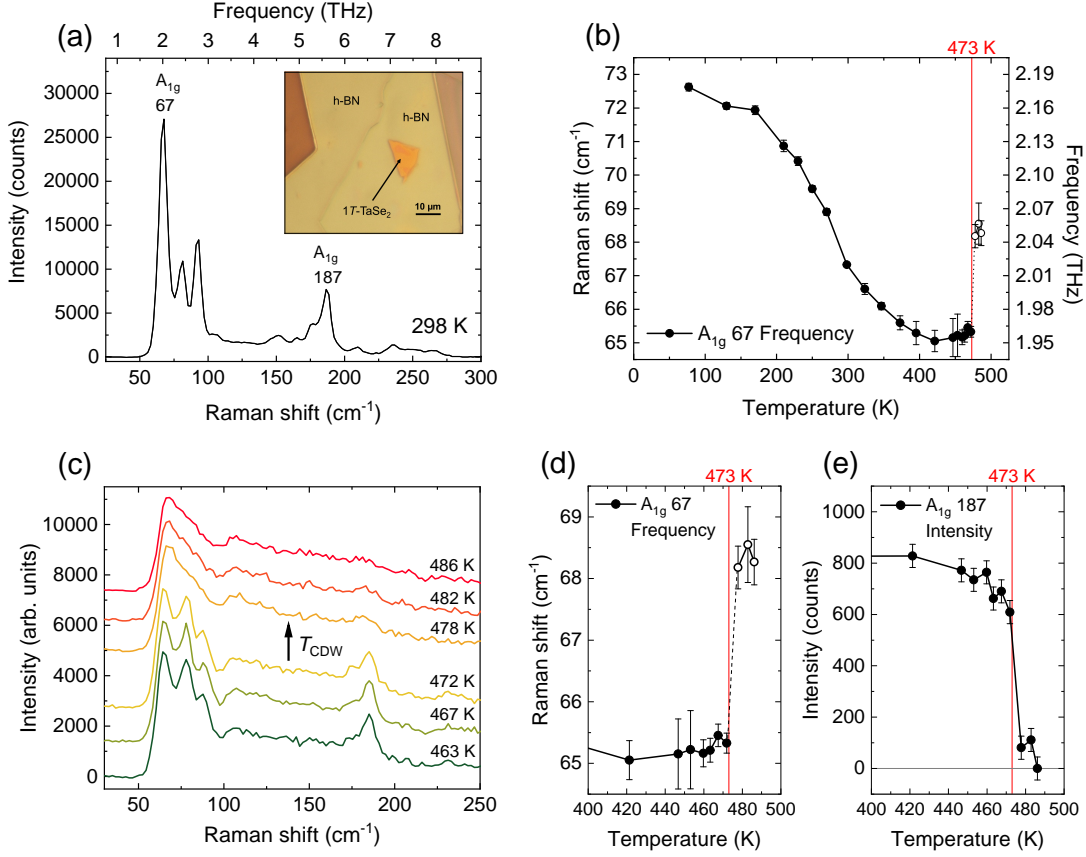 Frequency (THz)
(a)
1 2 3 4 5 6 7 8
A1g
67
h-BN
h-BN
1T-TaSe2
10 µm
A1g
187
298 K
Intensity (counts)
30000
25000
20000
15000
10000
5000
0
50 100 150 200 250 300
Raman shift (cm-1)
(b)
473 K
Raman shift (cm-1)
73
72
71
70
69
68
67
66
65
A1g 67 Frequency
2.19
2.16
2.13
2.10
2.07
2.04
2.01
1.98
1.95
Frequency (THz)
0 100 200 300 400 500
Temperature (K)
(c)
Intensity (arb. units)
10000
8000
6000
4000
2000
0
486 K
482 K
478 K
TCDW
472 K
467 K
463 K
50 100 150 200 250
Raman shift (cm-1)
(d)
473 K
A1g 67
Frequency
Raman shift (cm-1)
69
68
67
66
65
400 420 440 460 480 500
Temperature (K)
(e)
473 K
A1g 187
Intensity
Intensity (counts)
1000
800
600
400
200
0
400 420 440 460 480 500
Temperature (K)